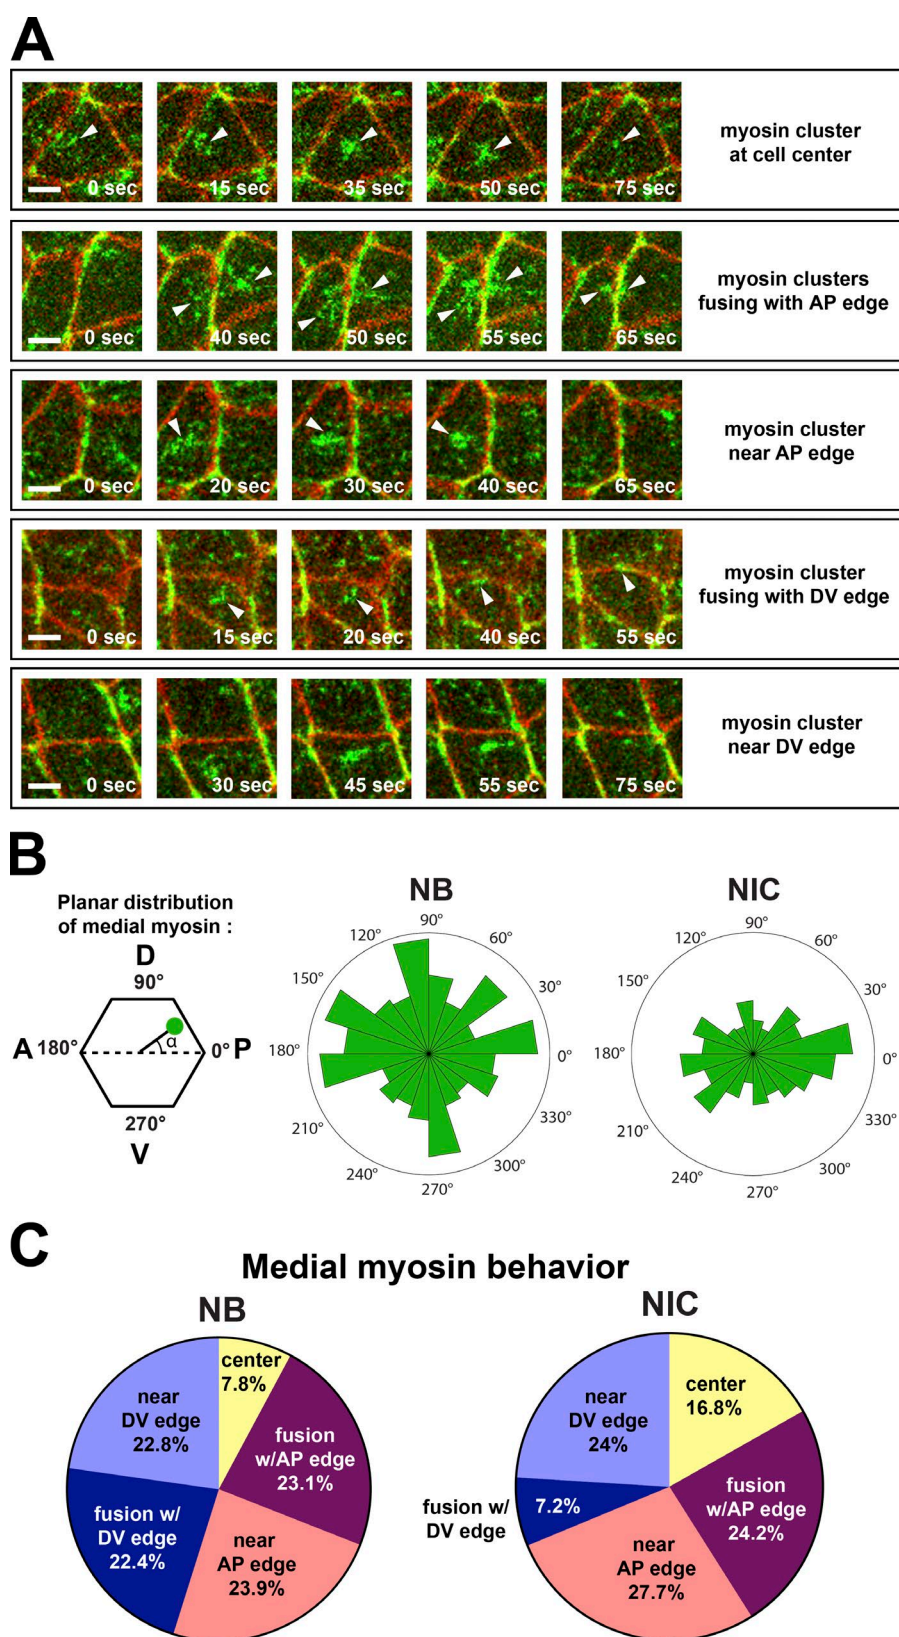 A
0 sec
15 sec
35 sec
50 sec
75 sec
myosin cluster
at cell center
0 sec
40 sec
50 sec
55 sec
65 sec
myosin clusters
fusing with AP edge
0 sec
20 sec
30 sec
40 sec
65 sec
myosin cluster
near AP edge
0 sec
15 sec
20 sec
40 sec
55 sec
myosin cluster
fusing with DV edge
0 sec
30 sec
45 sec
55 sec
75 sec
myosin cluster
near DV edge
B
Planar distribution
of medial myosin :
D
90°
A 180°
α
0° P
270°
V
NB
90°
120°
60°
150°
30°
180°
0°
210°
330°
240°
300°
270°
NIC
90°
120°
60°
150°
30°
180°
0°
210°
330°
240°
300°
270°
C
Medial myosin behavior
NB
center
7.8%
near
DV edge
22.8%
fusion
w/AP edge
23.1%
fusion w/
DV edge
22.4%
near
AP edge
23.9%
NIC
center
16.8%
near
DV edge
24%
fusion w/
DV edge
7.2%
fusion
w/AP edge
24.2%
near
AP edge
27.7%